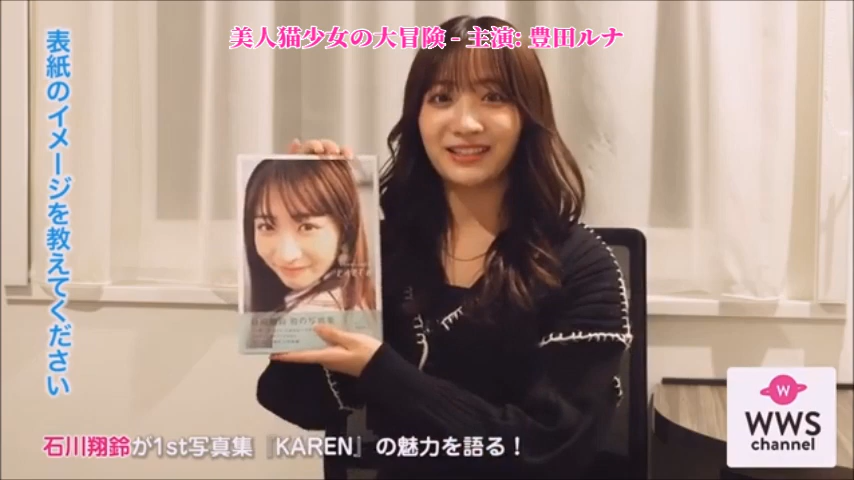 美人猫少女の大冒険 - 主演: 豊田ルナ
表紙のイメージを教えてください
KAREN
石川翔鈴が1st写真集『KAREN』の魅力を語る！
W
WWS
channel